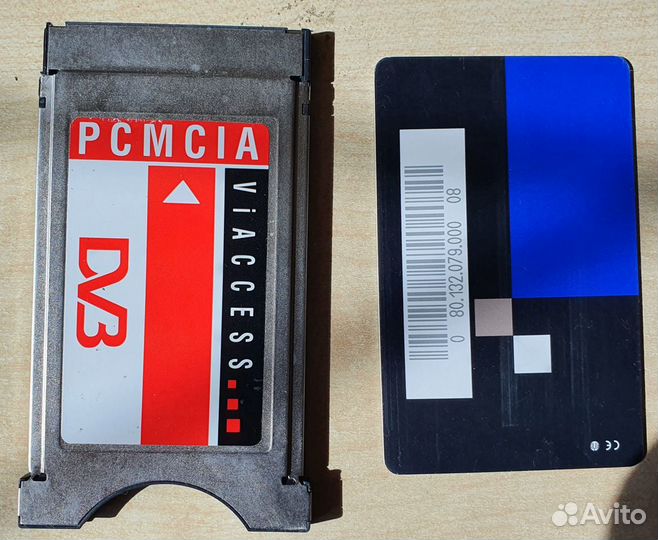 PCMCIA
ViACCESS
DVB
0 80.132.079.000 08
CE
Avito